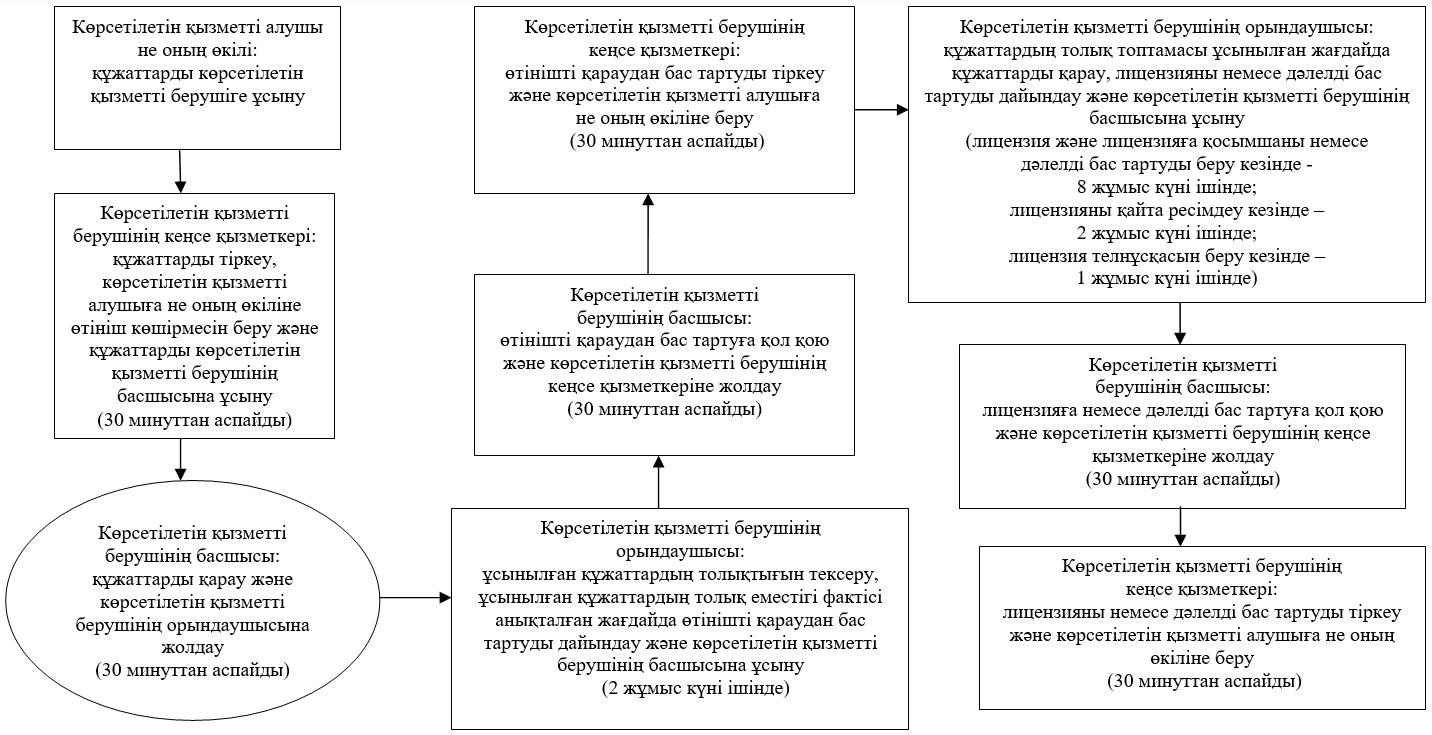 Көрсетілетін қызметті алушы
не оның өкілі:
құжаттарды көрсетілетін
қызметті берушіге ұсыну
Көрсетілетін қызметті
берушінің кеңсе қызметкері:
құжаттарды тіркеу,
көрсетілетін қызметті
алушыға не оның өкіліне
өтініш көшірмесін беру және
құжаттарды көрсетілетін
қызметті берушінің
басшысына ұсыну
(30 минуттан аспайды)
Көрсетілетін қызметті
берушінің басшысы:
құжаттарды қарау және
көрсетілетін қызметті
берушінің орындаушысына
жолдау
(30 минуттан аспайды)
Көрсетілетін қызметті берушінің
орындаушысы:
ұсынылған құжаттардың толықтығын тексеру,
ұсынылған құжаттардың толық еместігі фактісі
анықталған жағдайда өтінішті қараудан бас
тартуды дайындау және көрсетілетін қызметті
берушінің басшысына ұсыну
(2 жұмыс күні ішінде)
Көрсетілетін қызметті
берушінің басшысы:
өтінішті қараудан бас тартуға қол қою
және көрсетілетін қызметті берушінің
кеңсе қызметкеріне жолдау
(30 минуттан аспайды)
Көрсетілетін қызметті берушінің
кеңсе қызметкері:
өтінішті қараудан бас тартуды тіркеу
және көрсетілетін қызметті алушыға
не оның өкіліне беру
(30 минуттан аспайды)
Көрсетілетін қызметті берушінің орындаушысы:
құжаттардың толық топтамасы ұсынылған жағдайда
құжаттарды қарау, лицензияны немесе дәлелді бас
тартуды дайындау және көрсетілетін қызметті берушінің
басшысына ұсыну
(лицензия және лицензияға қосымшаны немесе
дәлелді бас тартуды беру кезінде -
8 жұмыс күні ішінде;
лицензияны қайта ресімдеу кезінде –
2 жұмыс күні ішінде;
лицензия телнұсқасын беру кезінде –
1 жұмыс күні ішінде)
Көрсетілетін қызметті
берушінің басшысы:
лицензияға немесе дәлелді бас тартуға қол қою
және көрсетілетін қызметті берушінің кеңсе
қызметкеріне жолдау
(30 минуттан аспайды)
Көрсетілетін қызметті берушінің
кеңсе қызметкері:
лицензияны немесе дәлелді бас тартуды тіркеу
және көрсетілетін қызметті алушыға не оның
өкіліне беру
(30 минуттан аспайды)